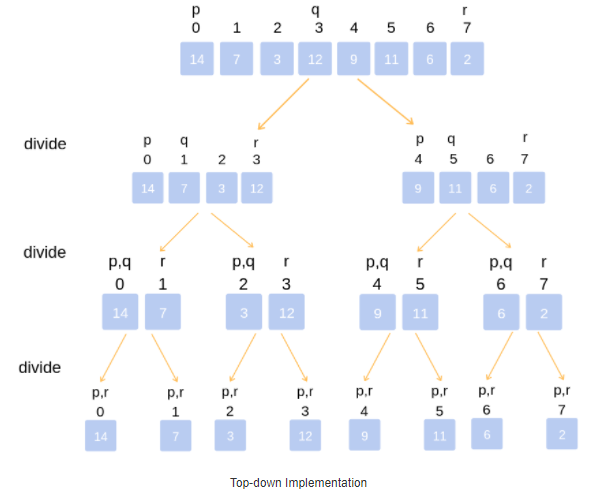 p q r
0 1 2 3 4 5 6 7
14 7 3 12 9 11 6 2
divide
p q r p q r
0 1 2 3 4 5 6 7
14 7 3 12 9 11 6 2
divide
p,q r p,q r p,q r p,q r
0 1 2 3 4 5 6 7
14 7 3 12 9 11 6 2
divide
p,r p,r p,r p,r p,r p,r p,r p,r
0 1 2 3 4 5 6 7
14 7 3 12 9 11 6 2
Top-down Implementation